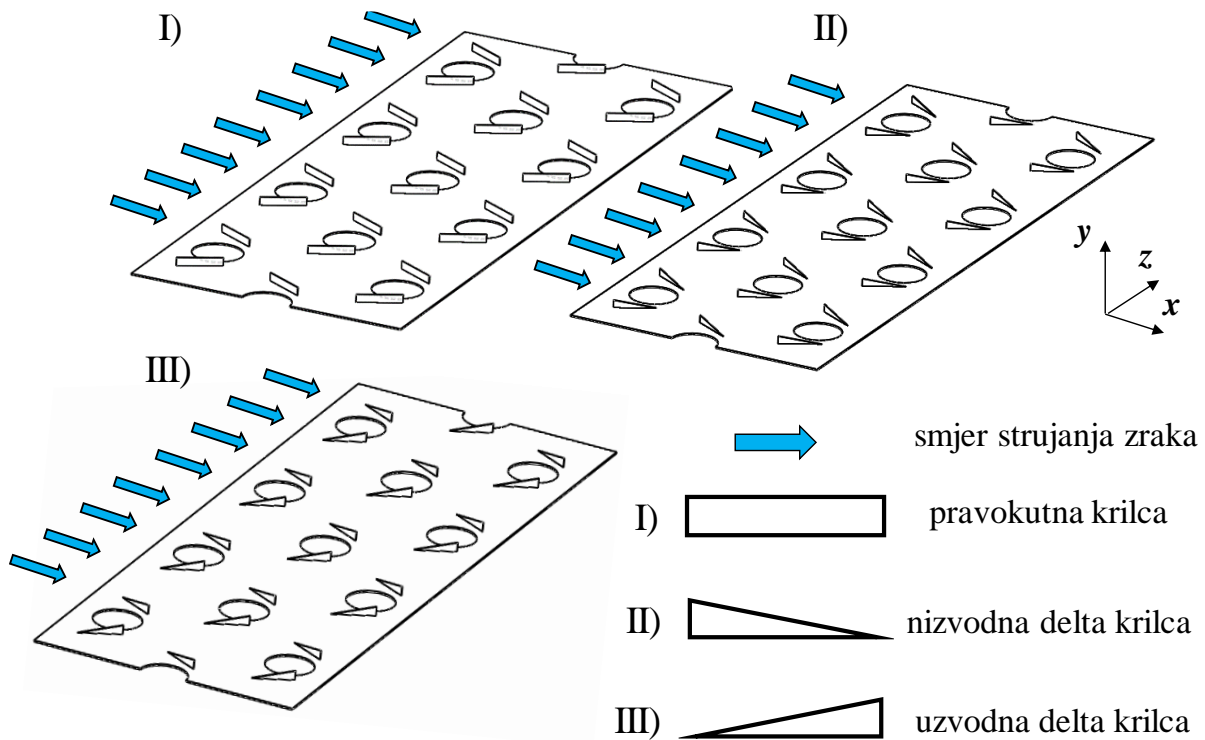 I)
II)
y
z
x
III)
smjer strujanja zraka
I) pravokutna krilca
II) nizvodna delta krilca
III) uzvodna delta krilca